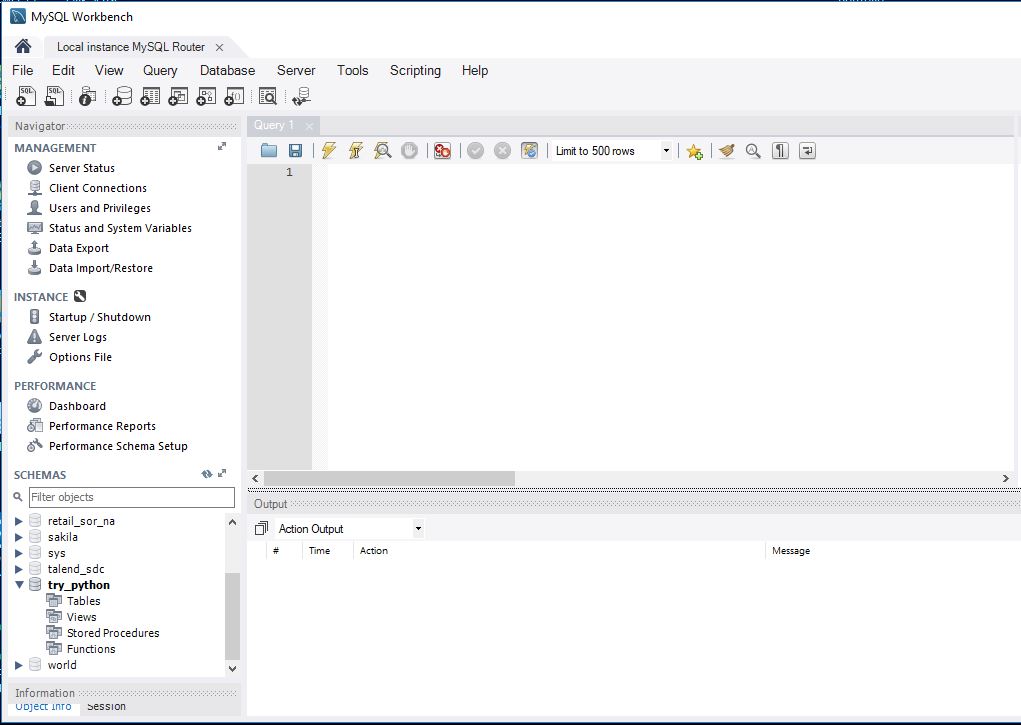 MySQL Workbench
Local instance MySQL Router
File Edit View Query Database Server Tools Scripting Help
Navigator
MANAGEMENT
Server Status
Client Connections
Users and Privileges
Status and System Variables
Data Export
Data Import/Restore
INSTANCE
Startup / Shutdown
Server Logs
Options File
PERFORMANCE
Dashboard
Performance Reports
Performance Schema Setup
SCHEMAS
Filter objects
retail_sor_na
sakila
sys
talend_sdc
try_python
Tables
Views
Stored Procedures
Functions
world
Information
Object Info Session
Query 1
Limit to 500 rows
1
Output
Action Output
# Time Action Message